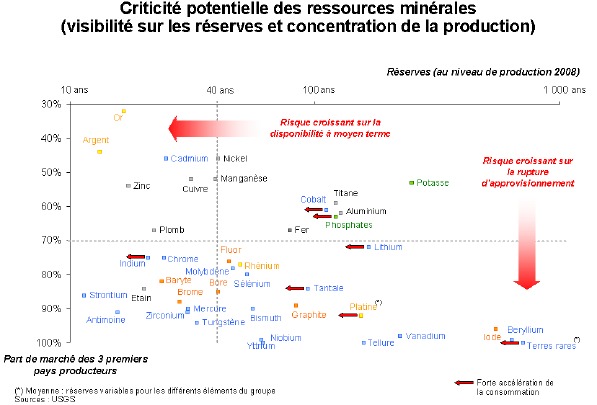 Criticité potentielle des ressources minérales
(visibilité sur les réserves et concentration de la production)
Réserves (au niveau de production 2008)
10 ans
40 ans
100 ans
1 000 ans
30%
40%
50%
60%
70%
80%
90%
100%
Or
Risque croissant sur la
disponibilité à moyen terme
Argent
Cadmium
Nickel
Risque croissant sur
la rupture
d'approvisionnement
Zinc
Cuivre
Manganèse
Titane
Potasse
Cobalt
Aluminium
Phosphates
Plomb
Fer
Lithium
Indium
Chrome
Fluor
Molybdène
Rhénium
Baryte
Bore
Sélénium
Tantale
Strontium
Etain
Brome
Platine(*)
Antimoine
Zirconium
Mercure
Tungstène
Bismuth
Graphite
Niobium
Yttrium
Tellure
Vanadium
Iode
Beryllium
Terres rares(*)
Part de marché des 3 premiers
pays producteurs
(*) Moyenne : réserves variables pour les différents éléments du groupe.
Sources : USGS
Forte accélération de
la consommation